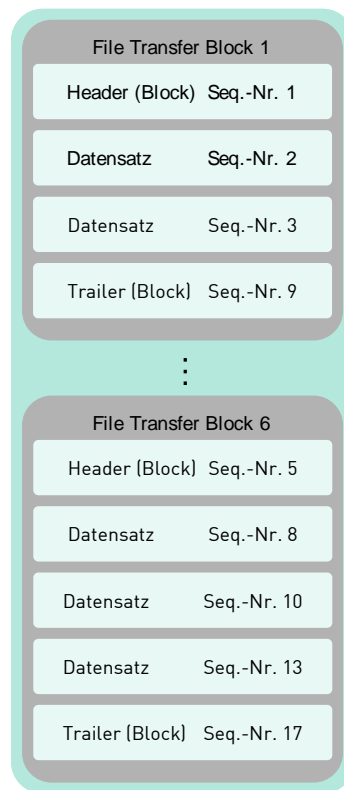 File Transfer Block 1
Header (Block) Seq.-Nr. 1
Datensatz Seq.-Nr. 2
Datensatz Seq.-Nr. 3
Trailer (Block) Seq.-Nr. 9
⋮
File Transfer Block 6
Header (Block) Seq.-Nr. 5
Datensatz Seq.-Nr. 8
Datensatz Seq.-Nr. 10
Datensatz Seq.-Nr. 13
Trailer (Block) Seq.-Nr. 17